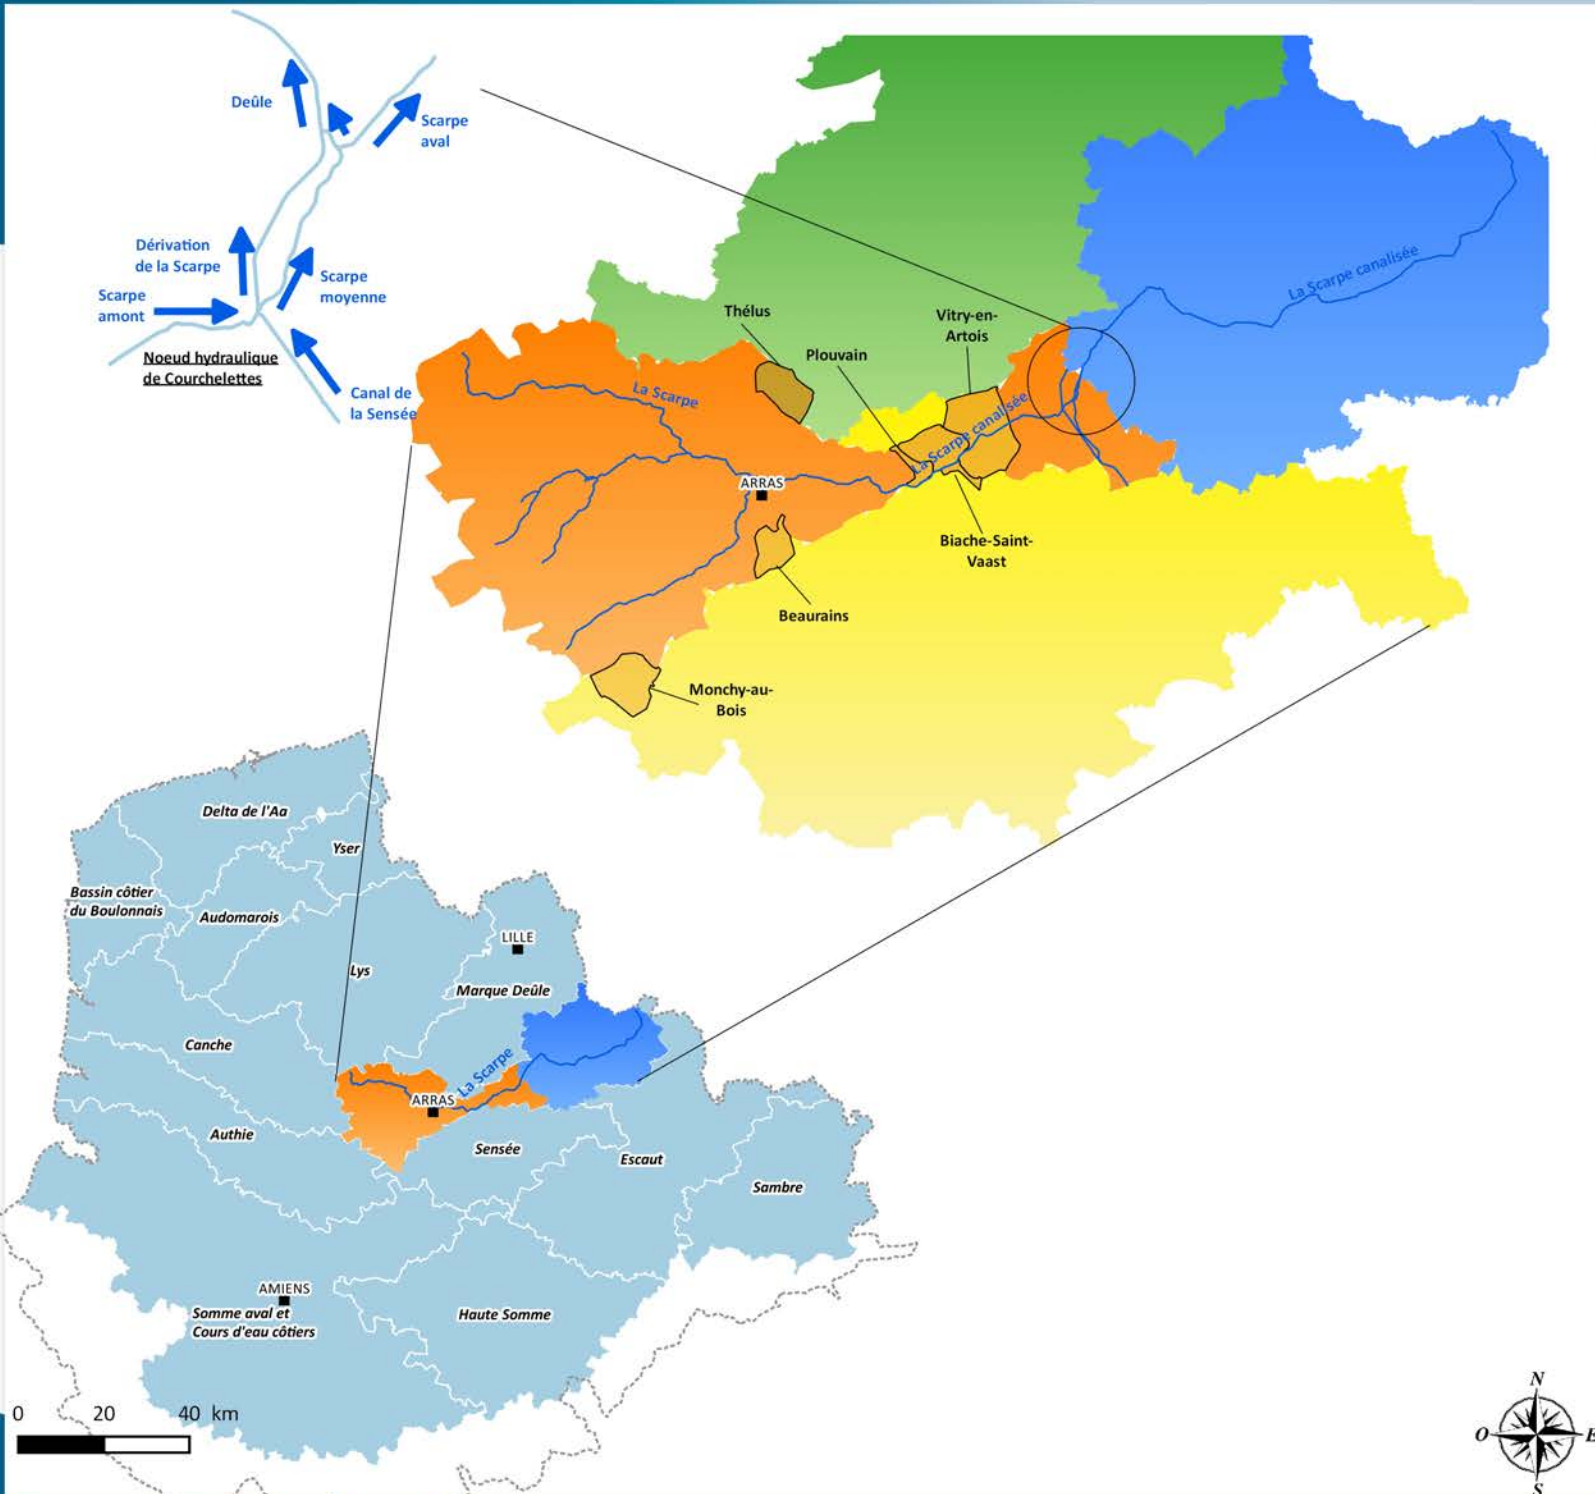 Deûle
Scarpe
aval
Dérivation
de la Scarpe
Scarpe
moyenne
Scarpe
amont
Noeud hydraulique
de Courchelettes
Canal de
la Sensée
La Scarpe canalisée
Thélus
Vitry-en-
Artois
Plouvain
La Scarpe
La Scarpe canalisée
ARRAS
Biache-Saint-
Vaast
Beaurains
Monchy-au-
Bois
Delta de l'Aa
Yser
Bassin côtier
du Boulonnais
Audomarois
LILLE
Lys
Marque Deûle
Canche
La Scarpe
ARRAS
Authie
Sensée
Escaut
Sambre
AMIENS
Somme aval et
Cours d'eau côtiers
Haute Somme
0 20 40 km
N
O E
S